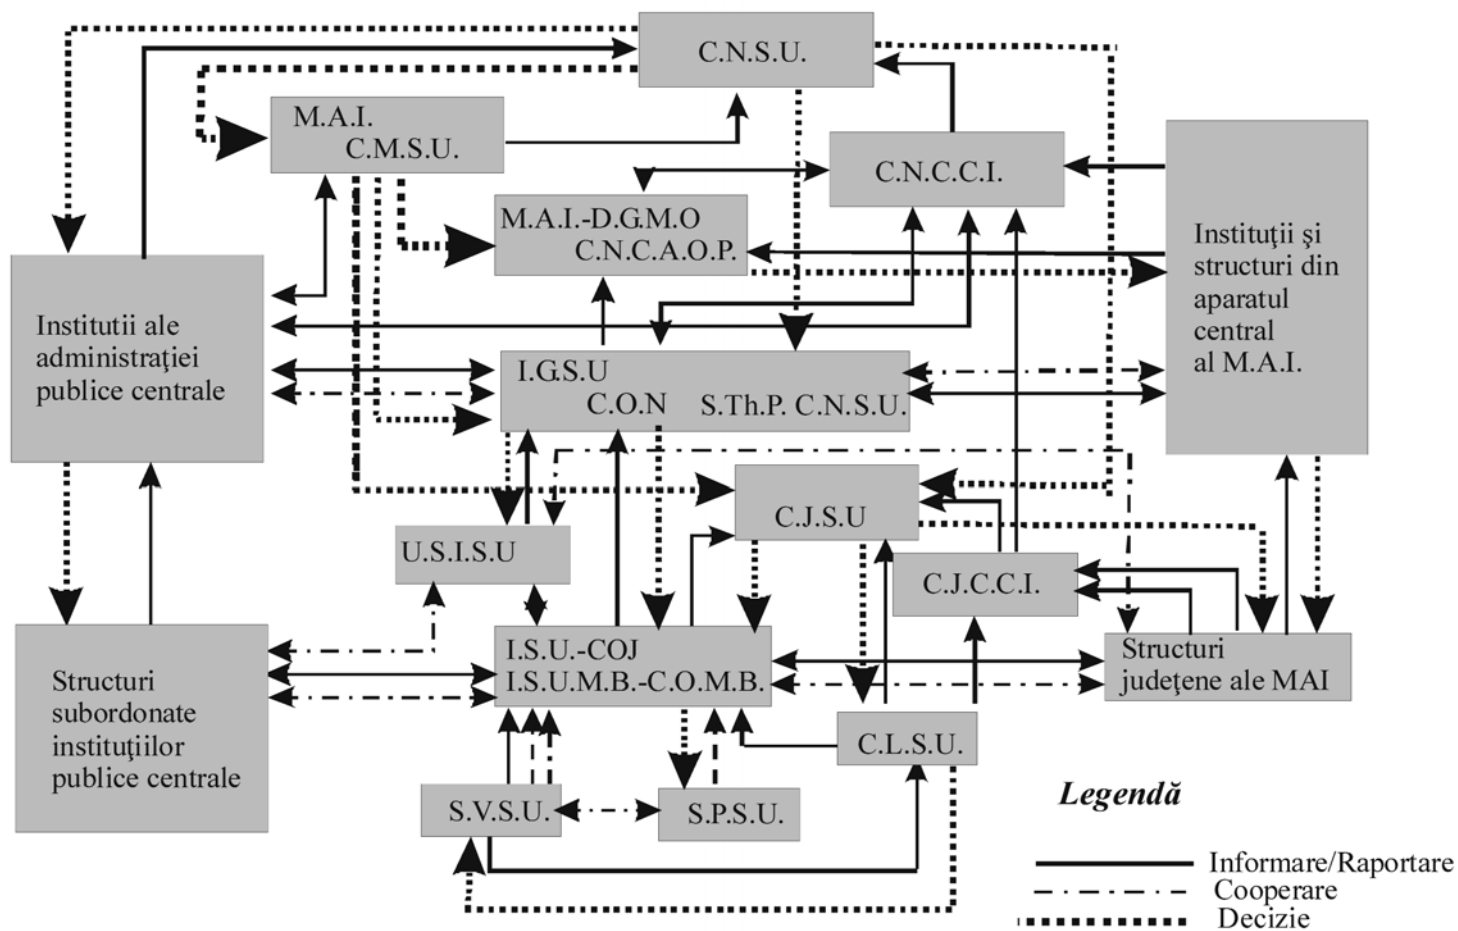 C.N.S.U.
M.A.I.
C.M.S.U.
C.N.C.C.I.
M.A.I.-D.G.M.O
C.N.C.A.O.P.
Instituţii şi
structuri din
aparatul
central
al M.A.I.
Institutii ale
administraţiei
publice centrale
I.G.S.U
C.O.N S.Th.P. C.N.S.U.
C.J.S.U
U.S.I.S.U
C.J.C.C.I.
I.S.U.-COJ
I.S.U.M.B.-C.O.M.B.
Structuri
judeţene ale MAI
Structuri
subordonate
instituţiilor
publice centrale
C.L.S.U.
S.V.S.U.
S.P.S.U.
Legendă
Informare/Raportare
Cooperare
Decizie